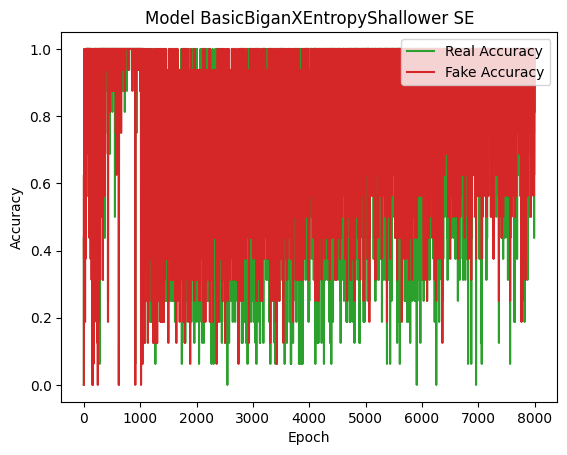 Model BasicBiganXEntropyShallower SE
Real Accuracy
Fake Accuracy
1.0
0.8
0.6
0.4
0.2
0.0
Accuracy
0 1000 2000 3000 4000 5000 6000 7000 8000
Epoch